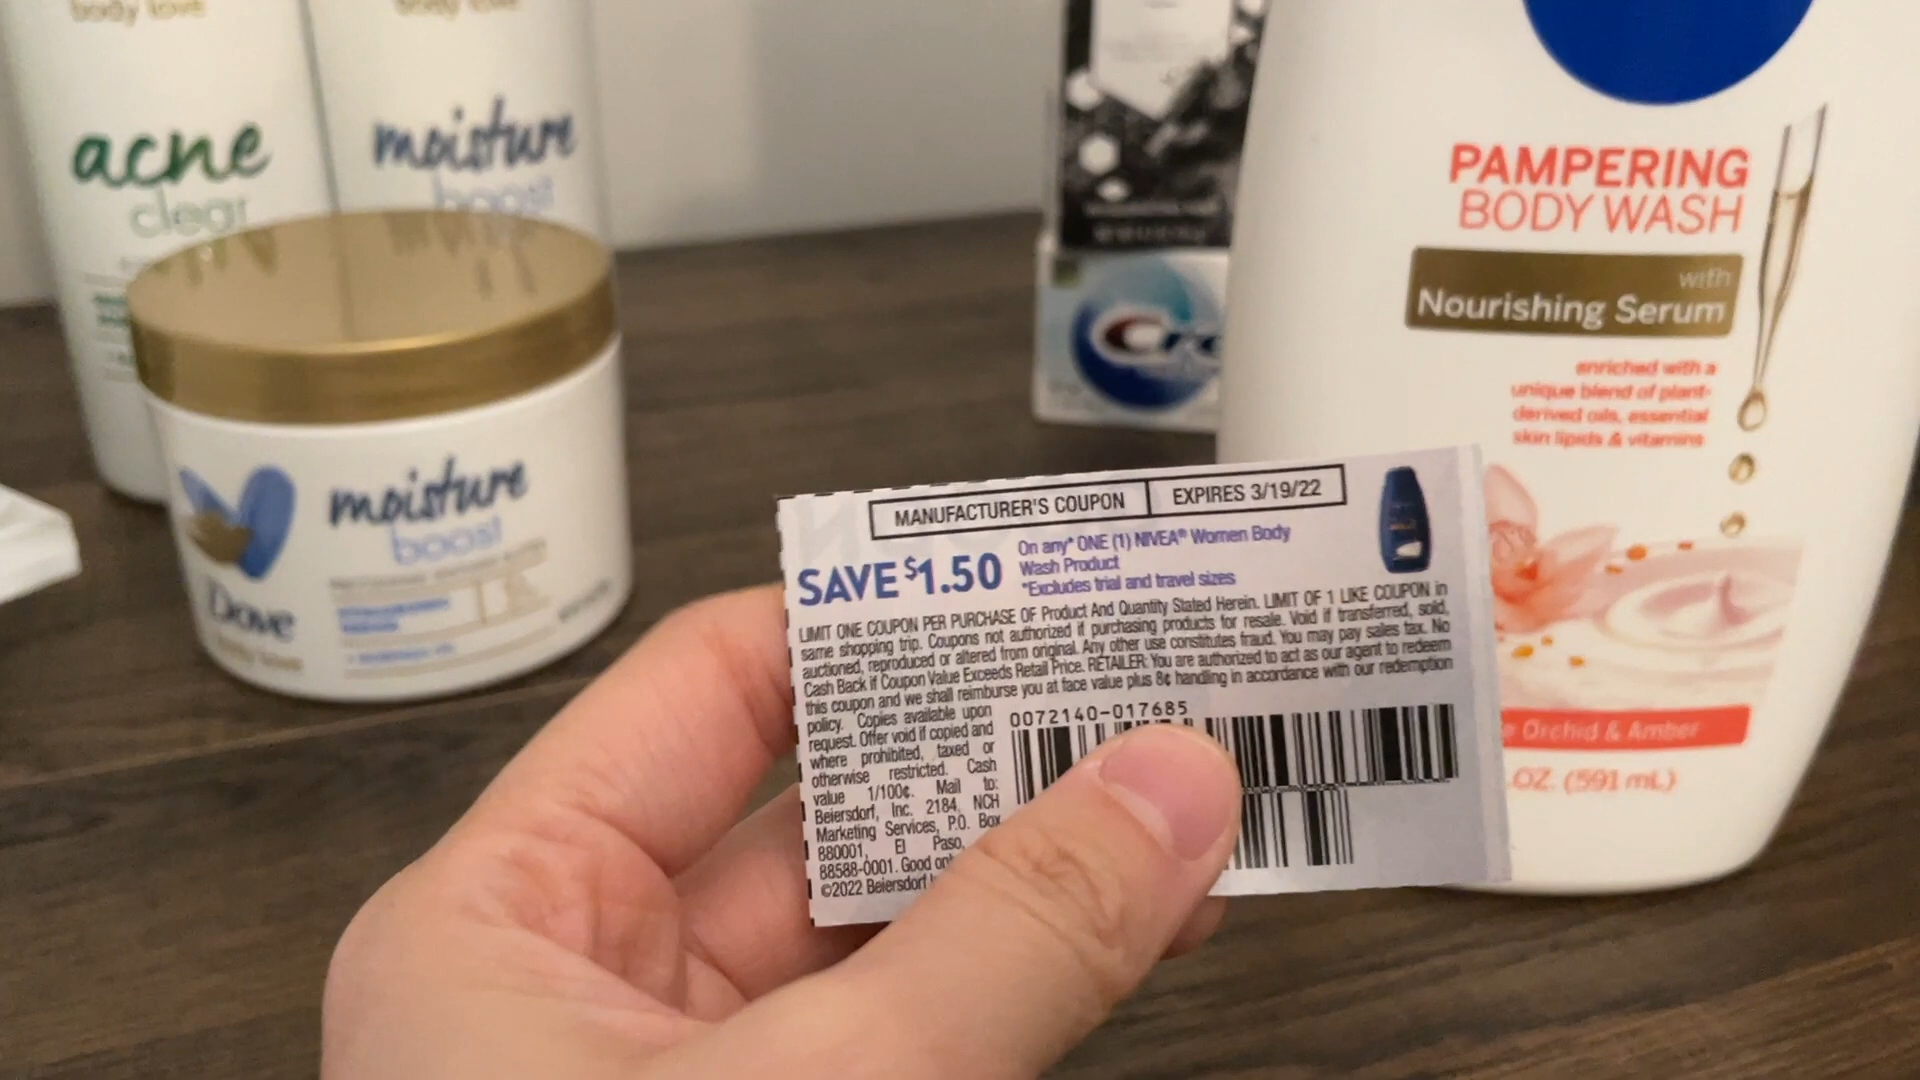 body love
body love
acne
clear
moisture
boost
moisture
boost
Dove
Cre
PAMPERING
BODY WASH
with
Nourishing Serum
enriched with a
unique blend of plant-
derived oils, essential
skin lipids & vitamins
Orchid & Amber
OZ. (591 mL)
MANUFACTURER'S COUPON
EXPIRES 3/19/22
SAVE $1.50
On any* ONE (1) NIVEA® Women Body
Wash Product
*Excludes trial and travel sizes
LIMIT ONE COUPON PER PURCHASE OF Product And Quantity Stated Herein. LIMIT OF 1 LIKE COUPON in
same shopping trip. Coupons not authorized if purchasing products for resale. Void if transferred, sold,
auctioned, reproduced or altered from original. Any other use constitutes fraud. You may pay sales tax. No
Cash Back if Coupon Value Exceeds Retail Price. RETAILER: You are authorized to act as our agent to redeem
this coupon and we shall reimburse you at face value plus 8¢ handling in accordance with our redemption
policy. Copies available upon
request. Offer void if copied and
where prohibited, taxed or
otherwise restricted. Cash
value 1/100¢. Mail to:
Beiersdorf, Inc. 2184, NCH
Marketing Services, P.O. Box
880001, El Paso,
88588-0001. Good
©2022 Beiersdorf
0072140-017685